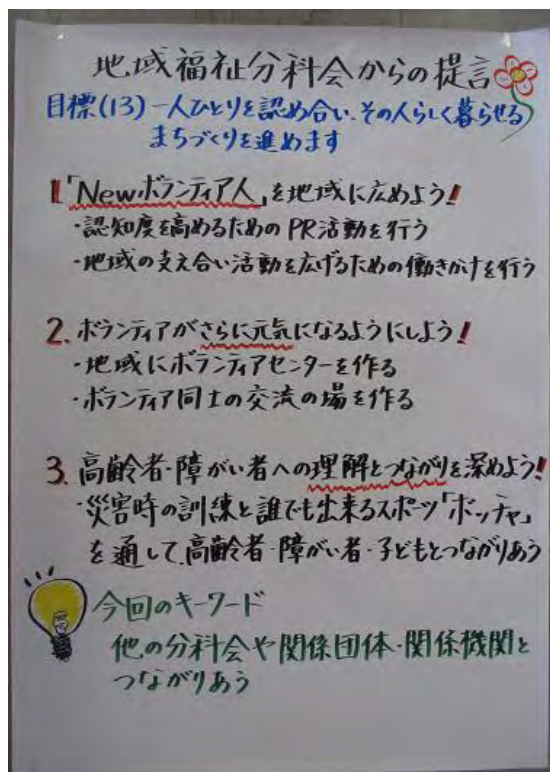 地域福祉分科会からの提言
目標(13)一人ひとりを認め合い、その人らしく暮らせる
まちづくりを進めます
1「Newボランティア人」を地域に広めよう!
・認知度を高めるためのPR活動を行う
・地域の支え合い活動を広げるための働きかけを行う
2.ボランティアがさらに元気になるようにしよう!
・地域にボランティアセンターを作る
・ボランティア同士の交流の場を作る
3.高齢者・障がい者への理解とつながりを深めよう!
・災害時の訓練と誰でも出来るスポーツ「ボッチャ」
を通して、高齢者・障がい者・子どもとつながりあう
今回のキーワード
他の分科会や関係団体・関係機関と
つながりあう